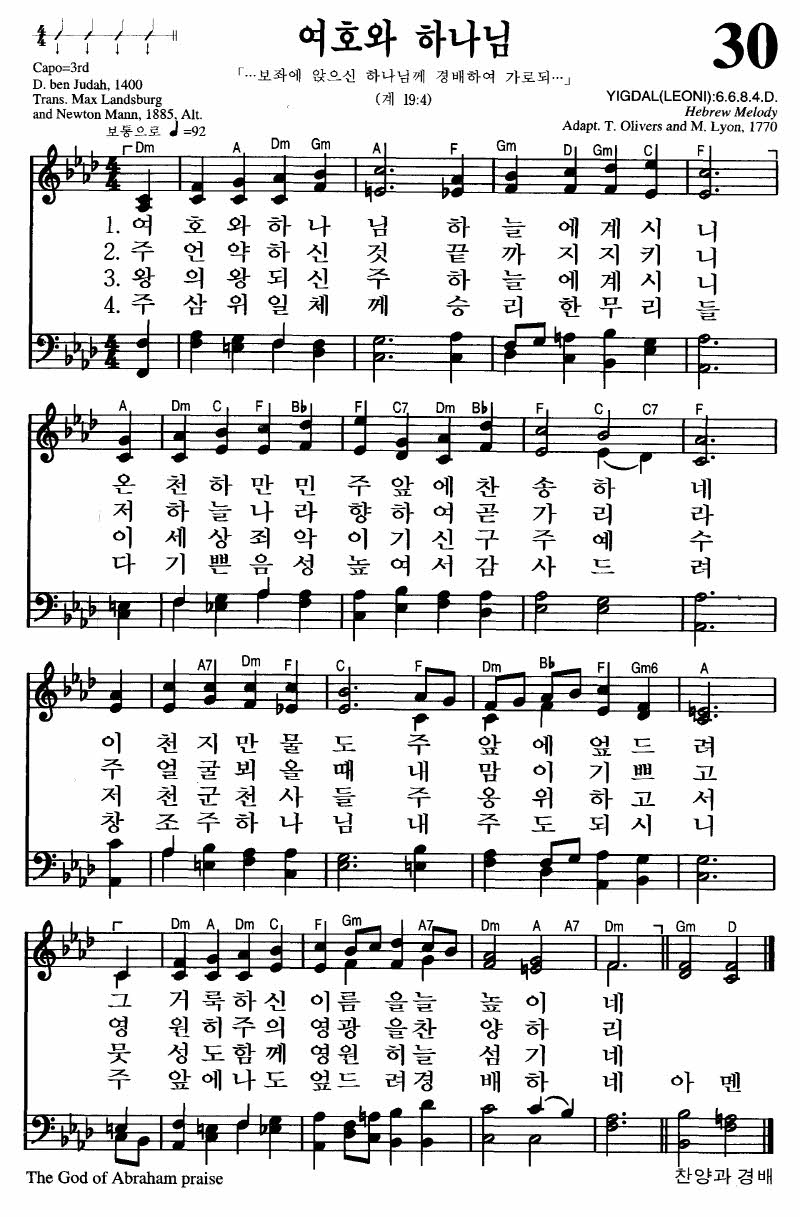 여호와 하나님
30
「…보좌에 앉으신 하나님께 경배하여 가로되…」
(계 19:4)
Capo=3rd
D. ben Judah, 1400
Trans. Max Landsburg
and Newton Mann, 1885, Alt.
보통으로 ♩=92
YIGDAL(LEONI):6.6.8.4.D.
Hebrew Melody
Adapt. T. Olivers and M. Lyon, 1770
Dm A Dm Gm A F Gm D Gm C F
1. 여 호 와 하 나 님 하 늘 에 계 시 니
2. 주 언 약 하 신 것 끝 까 지 지 키 니
3. 왕 의 왕 되 신 주 하 늘 에 계 시 니
4. 주 삼 위 일 체 께 승 리 한 무 리 들
A Dm C F Bb F C7 Dm Bb F C C7 F
온 천 하 만 민 주 앞 에 찬 송 하 네
저 하 늘 나 라 향 하 여 곧 가 리 라
이 세 상 죄 악 이 기 신 구 주 예 수
다 기 쁜 음 성 높 여 서 감 사 드 려
A7 Dm F C F Dm Bb F Gm6 A
이 천 지 만 물 도 주 앞 에 엎 드 려
주 얼 굴 뵈 올 때 내 맘 이 기 쁘 고
저 천 군 천 사 들 주 옹 위 하 고 서
창 조 주 하 나 님 내 주 도 되 시 니
Dm A Dm C F Gm A7 Dm A A7 Dm Gm D
그 거 룩 하 신 이 름 을 늘 높 이 네
영 원 히 주 의 영 광 을 찬 양 하 리
뭇 성 도 함 께 영 원 히 늘 섬 기 네
주 앞 에 나 도 엎 드 려 경 배 하 네 아 멘
The God of Abraham praise
찬양과 경배